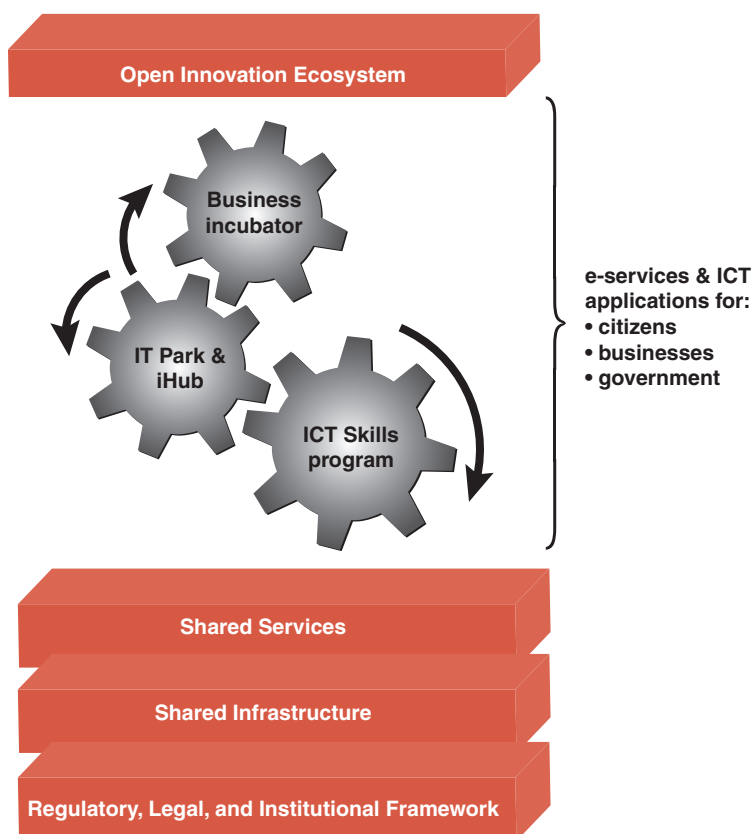 Open Innovation Ecosystem
Business
incubator
IT Park &
iHub
ICT Skills
program
e-services & ICT
applications for:
• citizens
• businesses
• government
Shared Services
Shared Infrastructure
Regulatory, Legal, and Institutional Framework